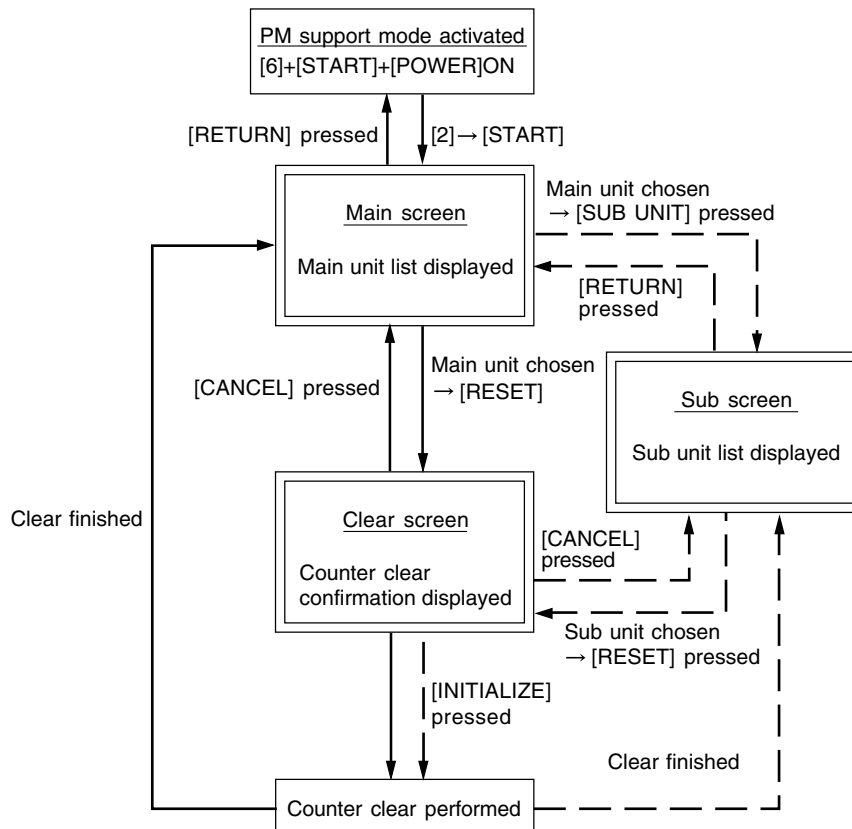 PM support mode activated
[6]+[START]+[POWER]ON
[RETURN] pressed
[2]→[START]
Main screen
Main unit list displayed
Main unit chosen
→ [SUB UNIT] pressed
[RETURN]
pressed
[CANCEL] pressed
Main unit chosen
→ [RESET]
Sub screen
Sub unit list displayed
Clear finished
Clear screen
Counter clear
confirmation displayed
[CANCEL]
pressed
Sub unit chosen
→ [RESET] pressed
[INITIALIZE]
pressed
Clear finished
Counter clear performed